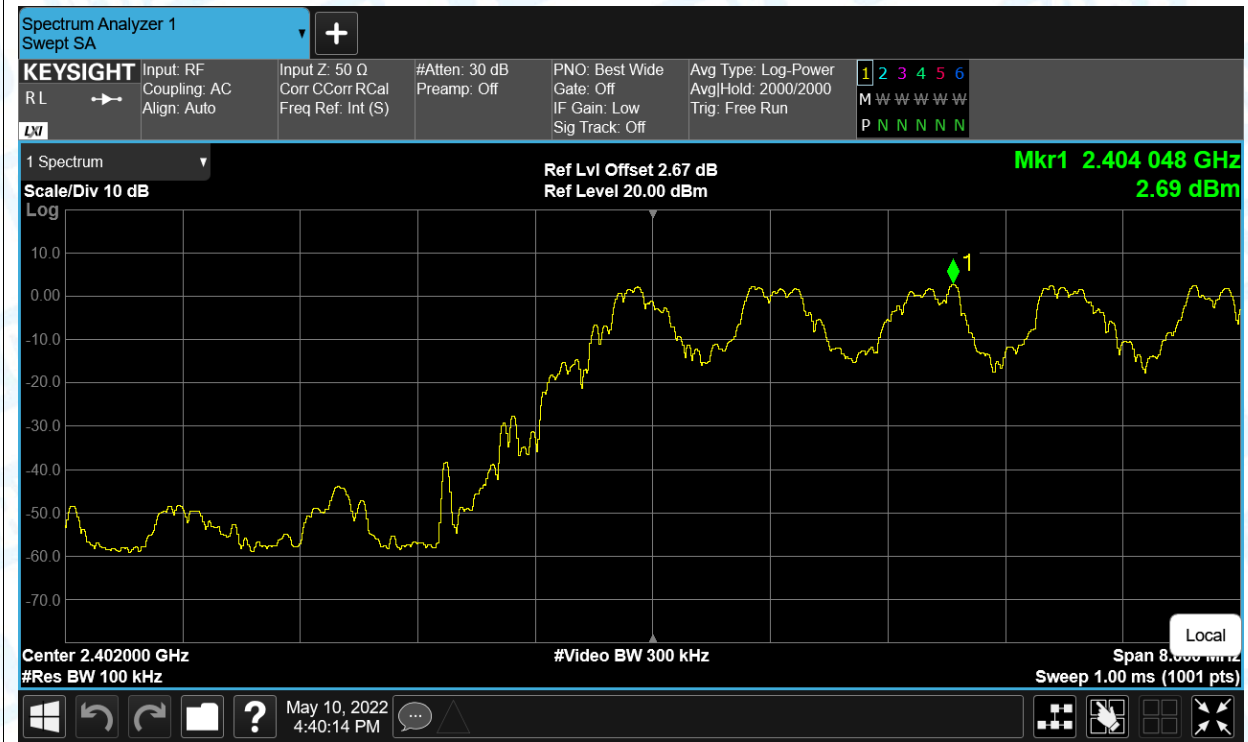 Spectrum Analyzer 1
Swept SA
KEYSIGHT
R L
LXI
Input: RF
Coupling: AC
Align: Auto
Input Z: 50 Ω
Corr CCorr RCal
Freq Ref: Int (S)
#Atten: 30 dB
Preamp: Off
PNO: Best Wide
Gate: Off
IF Gain: Low
Sig Track: Off
Avg Type: Log-Power
Avg|Hold: 2000/2000
Trig: Free Run
1 2 3 4 5 6
M W W W W W W
P N N N N N N
1 Spectrum
Scale/Div 10 dB
Log
Ref Lvl Offset 2.67 dB
Ref Level 20.00 dBm
Mkr1 2.404 048 GHz
2.69 dBm
10.0
0.00
-10.0
-20.0
-30.0
-40.0
-50.0
-60.0
-70.0
1
Local
Center 2.402000 GHz
#Video BW 300 kHz
Span 8.000 MHz
#Res BW 100 kHz
Sweep 1.00 ms (1001 pts)
?
May 10, 2022
4:40:14 PM